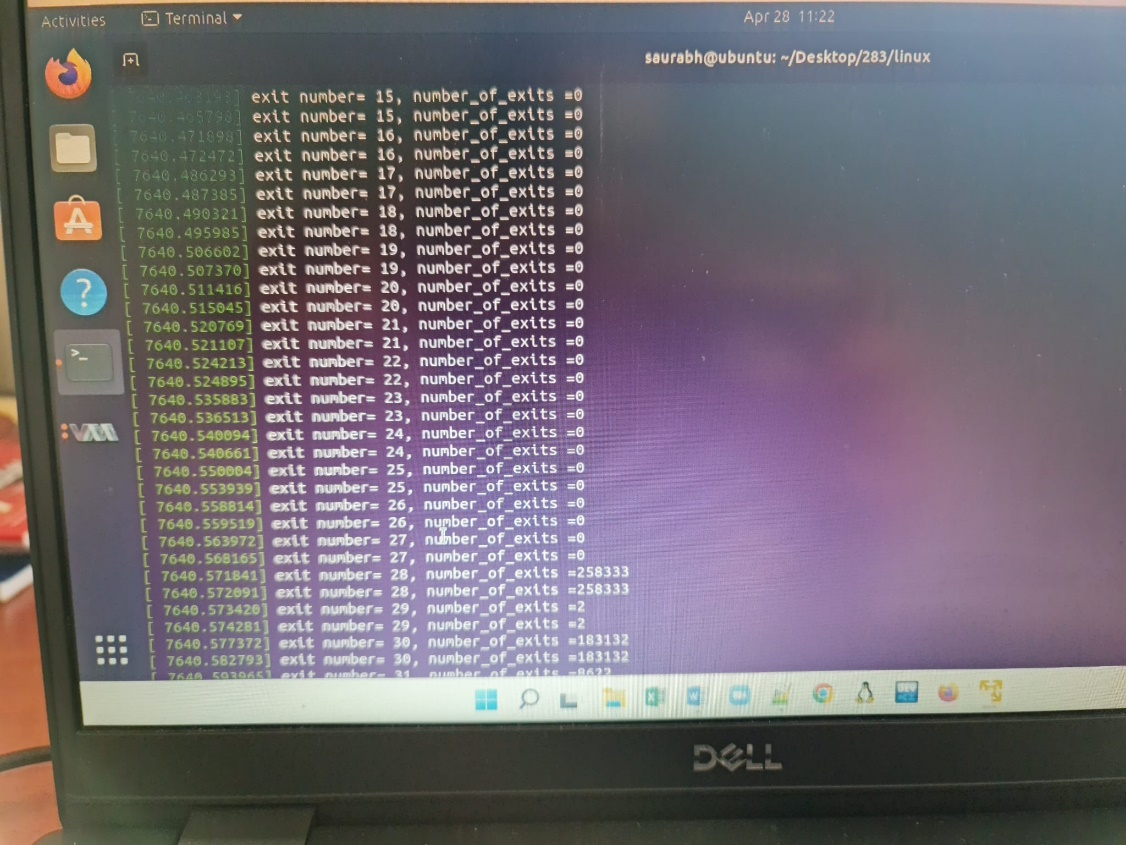 Activities
Terminal
Apr 28 11:22
saurabh@ubuntu: ~/Desktop/283/linux
exit number= 15, number_of_exits =0
exit number= 15, number_of_exits =0
7640.471898] exit number= 16, number_of_exits =0
[ 7640.472472] exit number= 16, number_of_exits =0
[ 7640.486293] exit number= 17, number_of_exits =0
[ 7640.487385] exit number= 17, number_of_exits =0
[ 7640.490321] exit number= 18, number_of_exits =0
[ 7640.495985] exit number= 18, number_of_exits =0
[ 7640.506602] exit number= 19, number_of_exits =0
[ 7640.507370] exit number= 19, number_of_exits =0
[ 7640.511416] exit number= 20, number_of_exits =0
[ 7640.515045] exit number= 20, number_of_exits =0
[ 7640.520769] exit number= 21, number_of_exits =0
[ 7640.521107] exit number= 21, number_of_exits =0
[ 7640.524213] exit number= 22, number_of_exits =0
[ 7640.524895] exit number= 22, number_of_exits =0
[ 7640.535883] exit number= 23, number_of_exits =0
[ 7640.536513] exit number= 23, number_of_exits =0
[ 7640.540094] exit number= 24, number_of_exits =0
[ 7640.540661] exit number= 24, number_of_exits =0
[ 7640.550004] exit number= 25, number_of_exits =0
[ 7640.553939] exit number= 25, number_of_exits =0
[ 7640.558814] exit number= 26, number_of_exits =0
[ 7640.559519] exit number= 26, number_of_exits =0
[ 7640.563972] exit number= 27, number_of_exits =0
[ 7640.568165] exit number= 27, number_of_exits =0
[ 7640.571841] exit number= 28, number_of_exits =258333
[ 7640.572091] exit number= 28, number_of_exits =258333
[ 7640.573420] exit number= 29, number_of_exits =2
[ 7640.574281] exit number= 29, number_of_exits =2
[ 7640.577372] exit number= 30, number_of_exits =183132
[ 7640.582793] exit number= 30, number_of_exits =183132
[ 7640.593965] exit number= 31, number_of_exits =8622
DELL